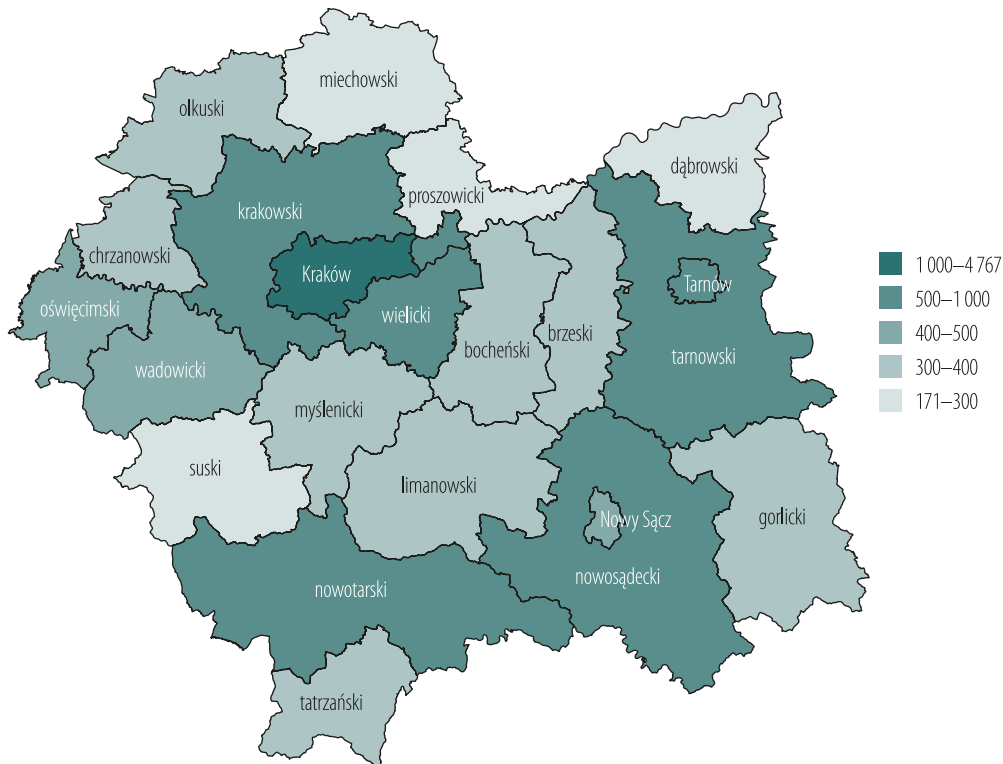 miechowski
olkuski
dąbrowski
proszowicki
krakowski
chrzanowski
Kraków
Tarnów
oświęcimski
wielicki
brzeski
bocheński
tarnowski
wadowicki
myślenicki
suski
limanowski
Nowy Sącz
gorlicki
nowosądecki
nowotarski
tatrzański
1 000–4 767
500–1 000
400–500
300–400
171–300